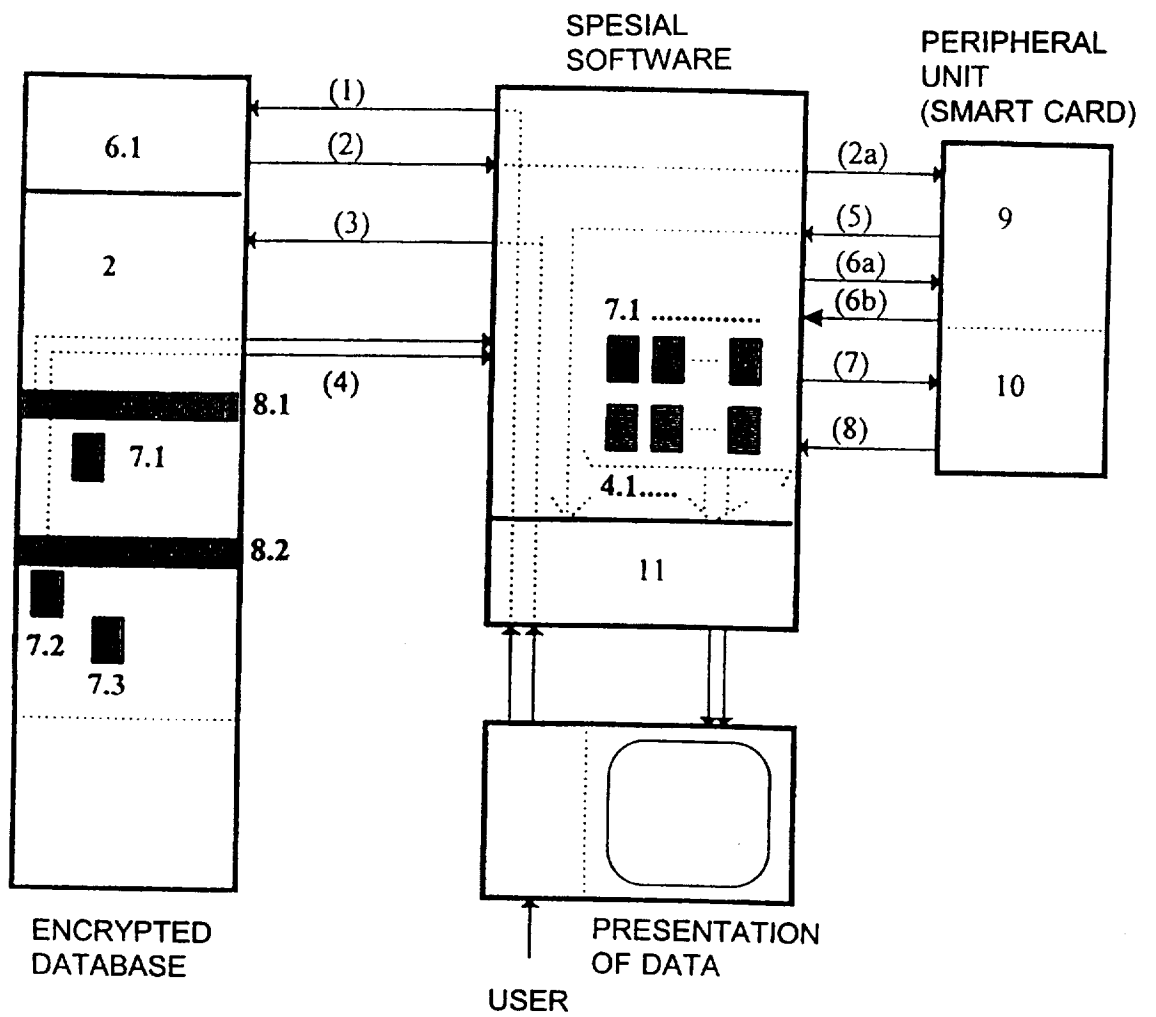 SPESIAL
SOFTWARE
PERIPHERAL
UNIT
(SMART CARD)
6.1
2
8.1
7.1
8.2
7.2
7.3
(1)
(2)
(3)
(4)
7.1 ...............
4.1.....
11
(2a)
(5)
(6a)
(6b)
(7)
(8)
9
10
ENCRYPTED
DATABASE
PRESENTATION
OF DATA
USER